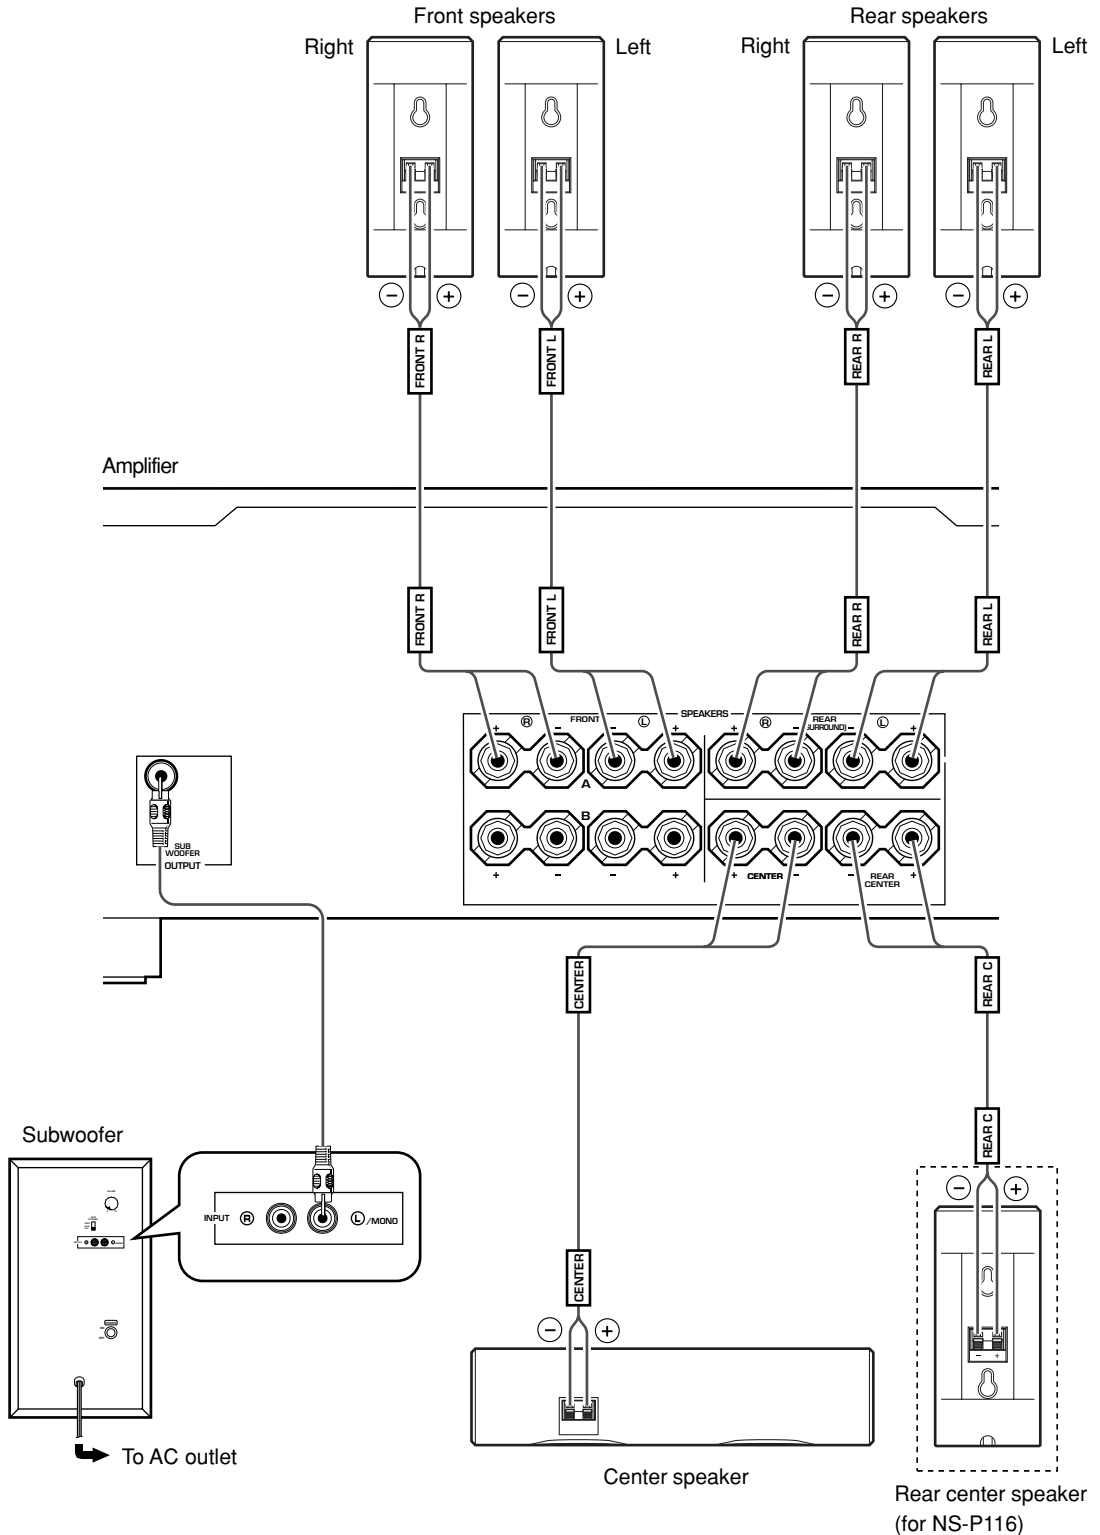 Front speakers
Rear speakers
Right
Left
Right
Left
− + − + − + − +
FRONT R
FRONT L
REAR R
REAR L
Amplifier
FRONT R
FRONT L
REAR R
REAR L
SPEAKERS
+ R − FRONT − L + + R − REAR (SURROUND) − L +
A
B
+ − − + + CENTER − − REAR CENTER +
SUB WOOFER
OUTPUT
CENTER
REAR C
REAR C
Subwoofer
INPUT R L /MONO
CENTER
− +
− +
− +
To AC outlet
Center speaker
Rear center speaker
(for NS-P116)